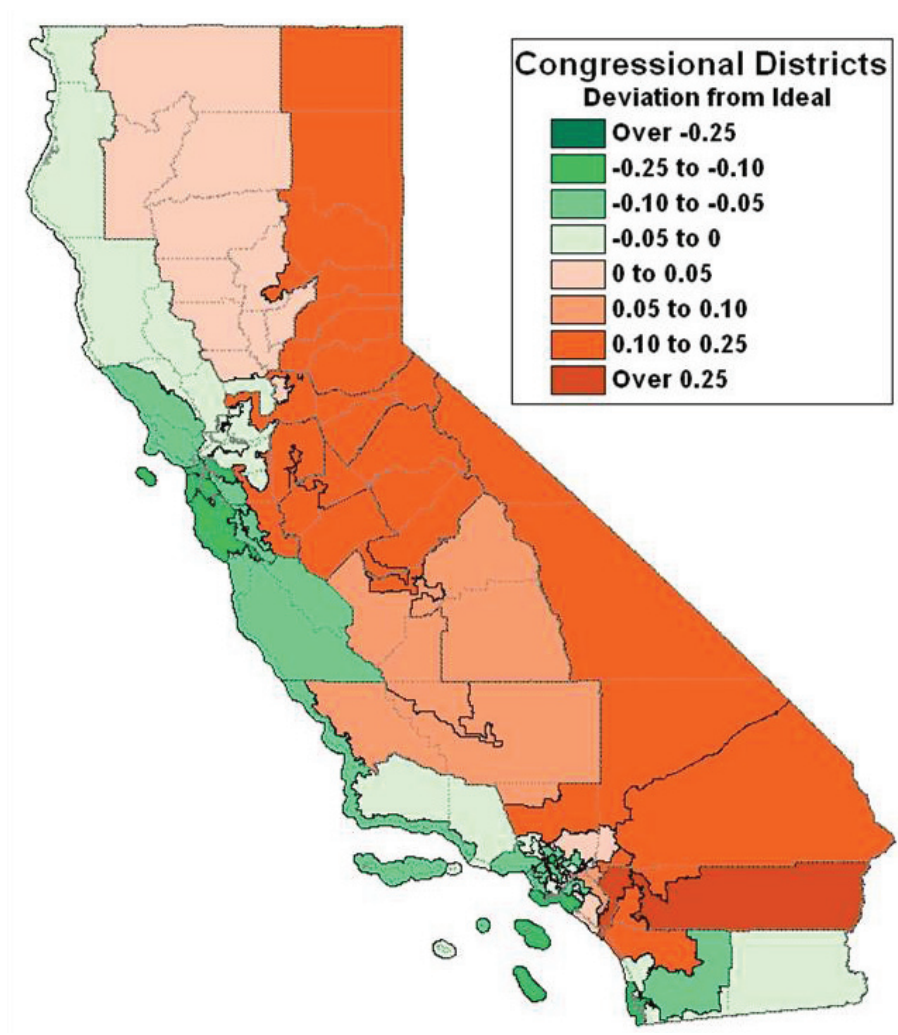 Congressional Districts
Deviation from Ideal
Over -0.25
-0.25 to -0.10
-0.10 to -0.05
-0.05 to 0
0 to 0.05
0.05 to 0.10
0.10 to 0.25
Over 0.25